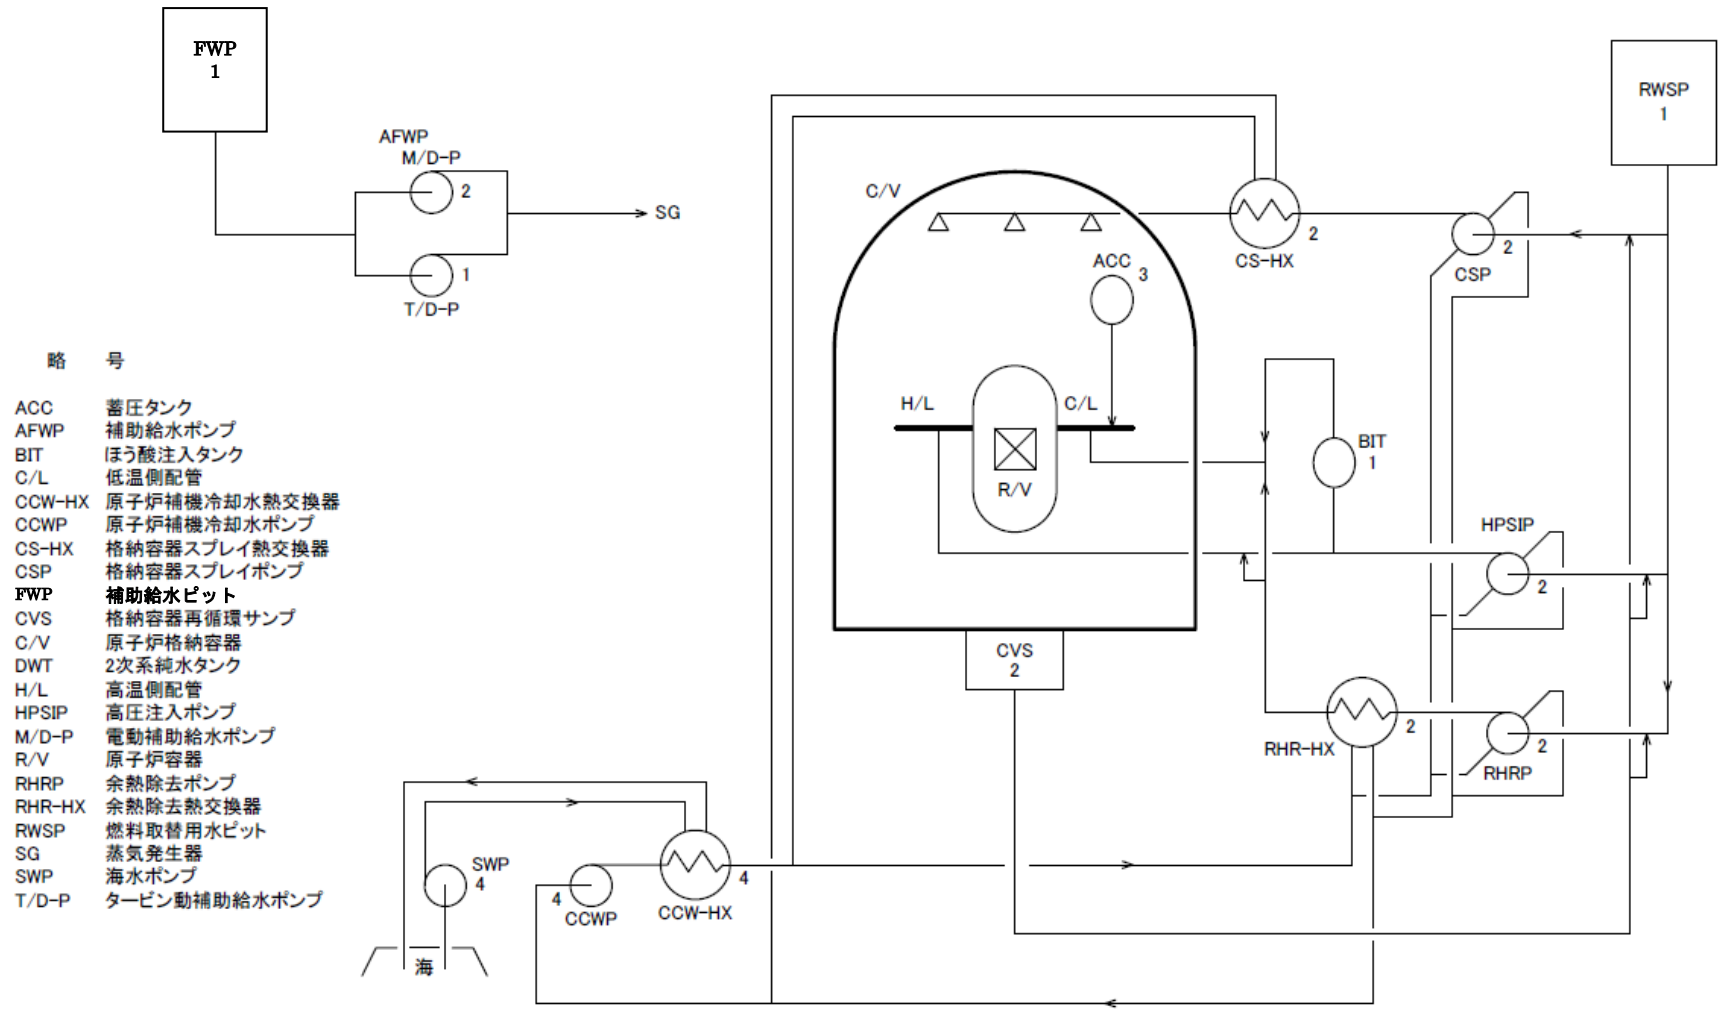 FWP
1
RWSP
1
AFWP
M/D-P
2
SG
1
T/D-P
C/V
2
CS-HX
2
CSP
ACC 3
H/L
C/L
R/V
BIT
1
HPSIP
2
CVS
2
RHR-HX
2
2
RHRP
略 号
ACC 蓄圧タンク
AFWP 補助給水ポンプ
BIT ほう酸注入タンク
C/L 低温側配管
CCW-HX 原子炉補機冷却水熱交換器
CCWP 原子炉補機冷却水ポンプ
CS-HX 格納容器スプレイ熱交換器
CSP 格納容器スプレイポンプ
FWP 補助給水ピット
CVS 格納容器再循環サンプ
C/V 原子炉格納容器
DWT 2次系純水タンク
H/L 高温側配管
HPSIP 高圧注入ポンプ
M/D-P 電動補助給水ポンプ
R/V 原子炉容器
RHRP 余熱除去ポンプ
RHR-HX 余熱除去熱交換器
RWSP 燃料取替用水ピット
SG 蒸気発生器
SWP 海水ポンプ
T/D-P タービン動補助給水ポンプ
SWP
4
4
CCWP
4
CCW-HX
海